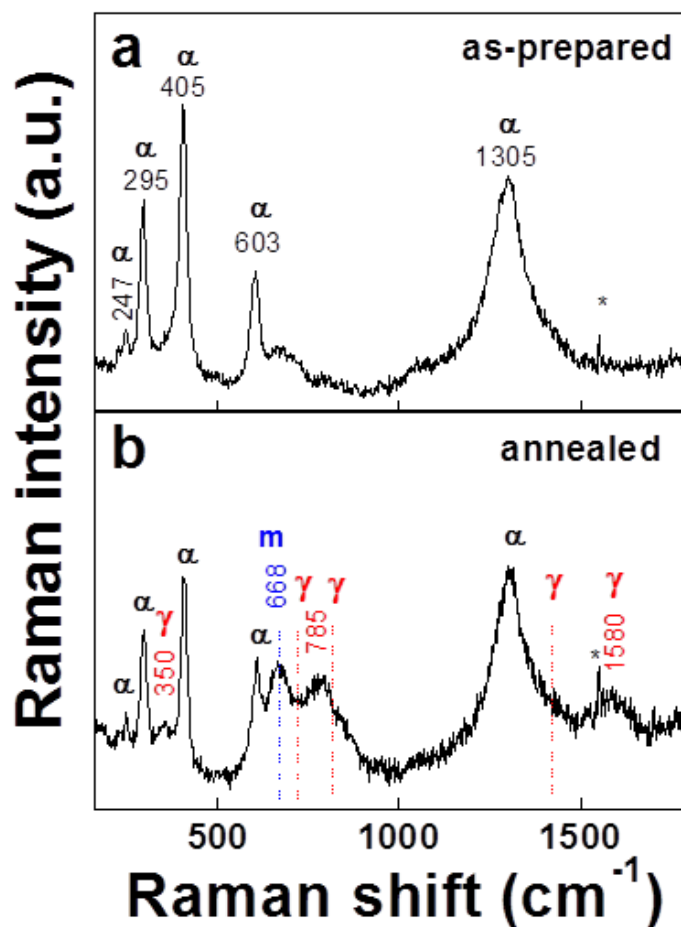 a
as-prepared
α
247
α
295
α
405
α
603
α
1305
*
b
annealed
α
α
γ
350
α
α
m
668
γ
785
γ
α
γ
*
γ
1580
500
1000
1500
Raman shift (cm⁻¹)
Raman intensity (a.u.)